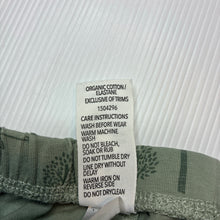 ORGANIC COTTON/
ELASTANE
EXCLUSIVE OF TRIMS
1504296
CARE INSTRUCTIONS
WASH BEFORE WEAR
WARM MACHINE
WASH
DO NOT BLEACH,
SOAK OR RUB
DO NOT TUMBLE DRY
LINE DRY WITHOUT
DELAY
WARM IRON ON
REVERSE SIDE
DO NOT DRYCLEAN